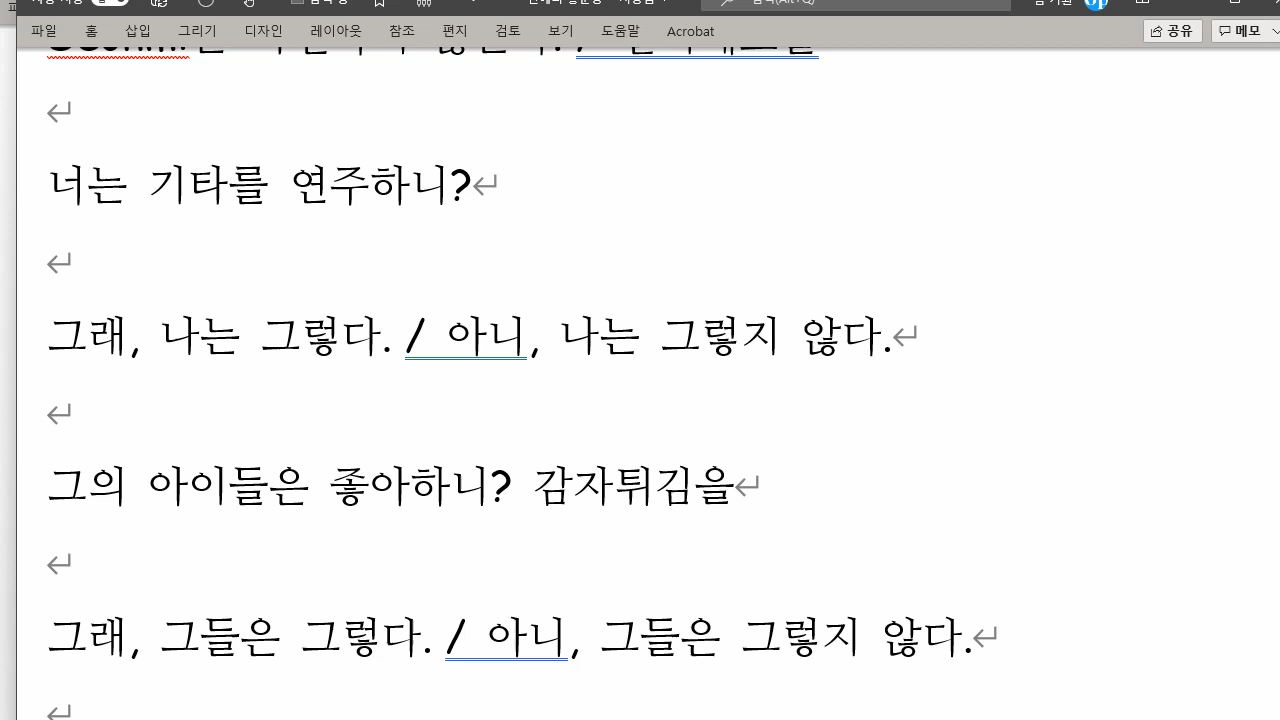 파일 홈 삽입 그리기 디자인 레이아웃 참조 편지 검토 보기 도움말 Acrobat 공유 메모
너는 기타를 연주하니?
그래, 나는 그렇다. / 아니, 나는 그렇지 않다.
그의 아이들은 좋아하니? 감자튀김을
그래, 그들은 그렇다. / 아니, 그들은 그렇지 않다.